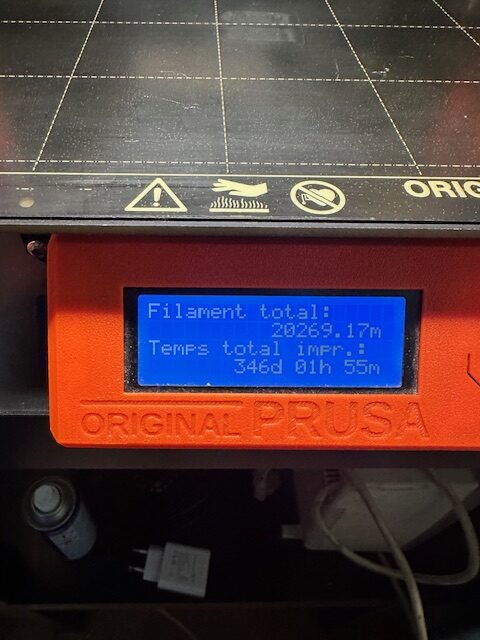 ORIG
Filament total:
20269.17m
Temps total impr.:
346d 01h 55m
ORIGINAL PRUSA